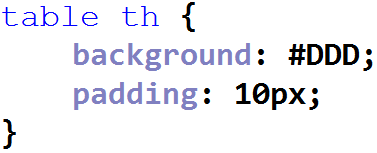 table th {
    background: #DDD;
    padding: 10px;
}